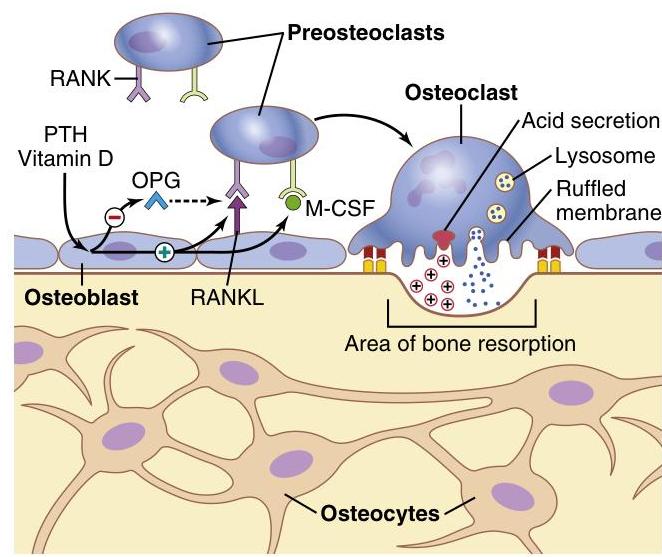 Preosteoclasts
RANK
Osteoclast
Acid secretion
PTH
Vitamin D
Lysosome
OPG
Ruffled
membrane
M-CSF
−
+
Osteoblast
RANKL
+
+
+
+
+
+
Area of bone resorption
Osteocytes